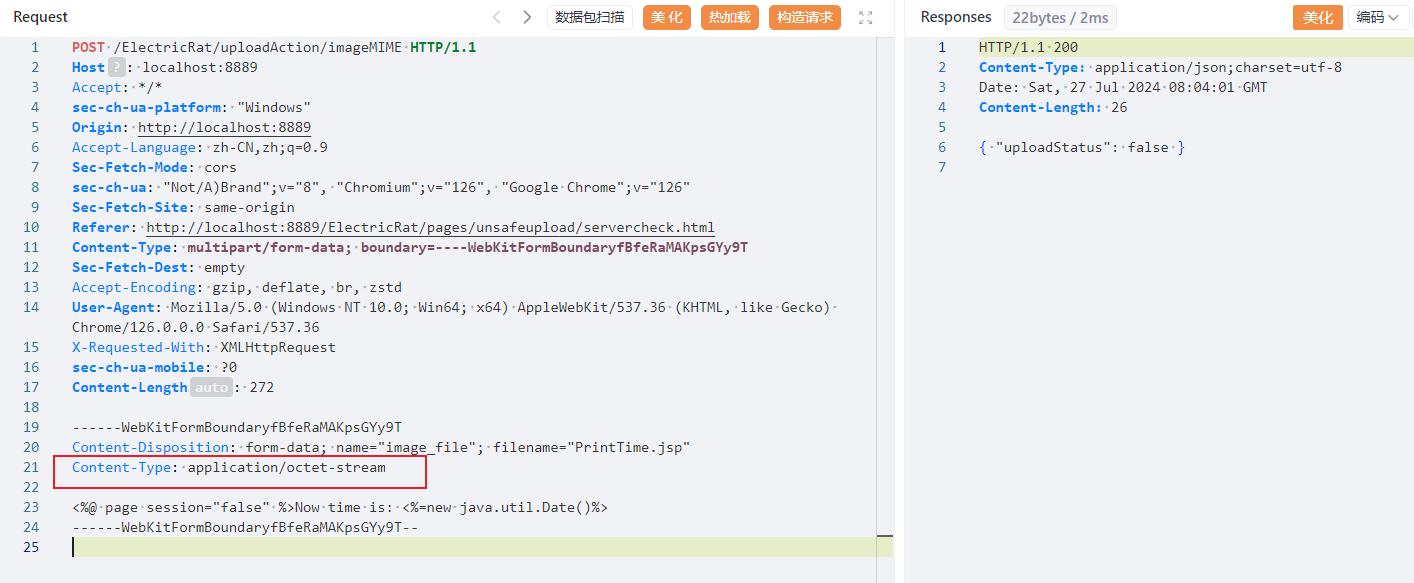 Request
数据包扫描
美化
热加载
构造请求
1 POST /ElectricRat/uploadAction/imageMIME HTTP/1.1
2 Host ? : localhost:8889
3 Accept: */*
4 sec-ch-ua-platform: "Windows"
5 Origin: http://localhost:8889
6 Accept-Language: zh-CN,zh;q=0.9
7 Sec-Fetch-Mode: cors
8 sec-ch-ua: "Not/A)Brand";v="8", "Chromium";v="126", "Google Chrome";v="126"
9 Sec-Fetch-Site: same-origin
10 Referer: http://localhost:8889/ElectricRat/pages/unsafeupload/servercheck.html
11 Content-Type: multipart/form-data; boundary=----WebKitFormBoundaryfBfeRaMAKpsGYy9T
12 Sec-Fetch-Dest: empty
13 Accept-Encoding: gzip, deflate, br, zstd
14 User-Agent: Mozilla/5.0 (Windows NT 10.0; Win64; x64) AppleWebKit/537.36 (KHTML, like Gecko)
Chrome/126.0.0.0 Safari/537.36
15 X-Requested-With: XMLHttpRequest
16 sec-ch-ua-mobile: ?0
17 Content-Length auto : 272
18
19 ------WebKitFormBoundaryfBfeRaMAKpsGYy9T
20 Content-Disposition: form-data; name="image_file"; filename="PrintTime.jsp"
21 Content-Type: application/octet-stream
22
23 <%@ page session="false" %>Now time is: <%=new java.util.Date()%>
24 ------WebKitFormBoundaryfBfeRaMAKpsGYy9T--
25
Responses
22bytes / 2ms
美化
编码
1 HTTP/1.1 200
2 Content-Type: application/json;charset=utf-8
3 Date: Sat, 27 Jul 2024 08:04:01 GMT
4 Content-Length: 26
5
6 { "uploadStatus": false }
7